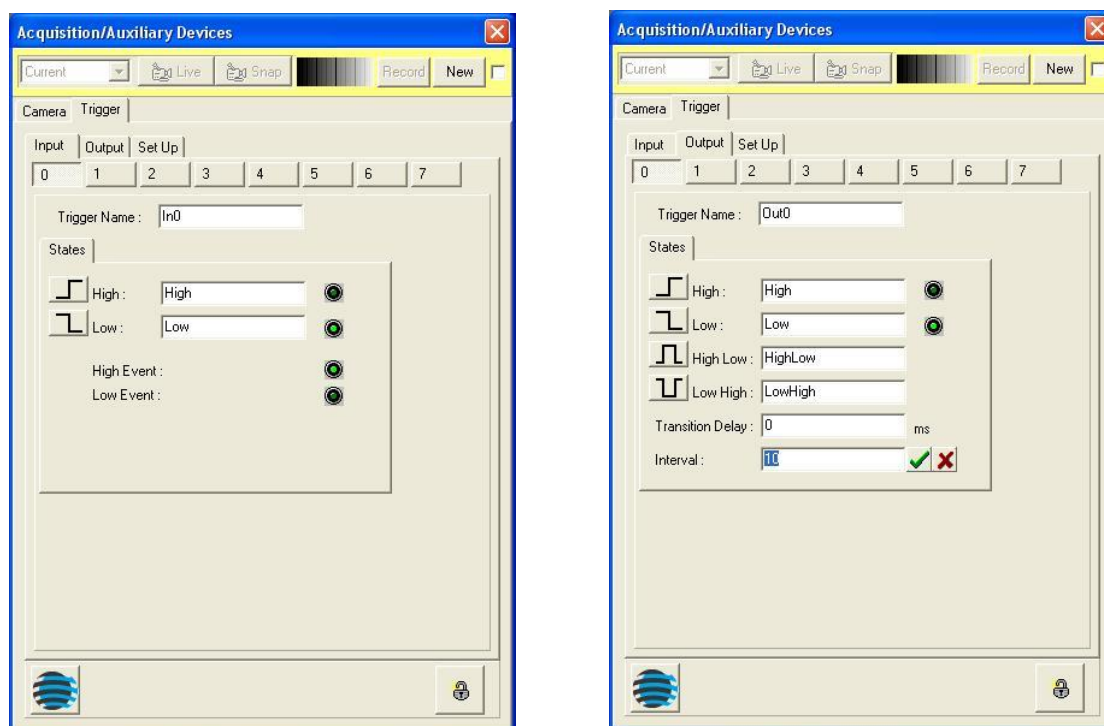 Acquisition/Auxiliary Devices
Current Live Snap Record New
Camera Trigger
Input Output Set Up
0 1 2 3 4 5 6 7
Trigger Name : In0
States
High : High
Low : Low
High Event :
Low Event :
Acquisition/Auxiliary Devices
Current Live Snap Record New
Camera Trigger
Input Output Set Up
0 1 2 3 4 5 6 7
Trigger Name : Out0
States
High : High
Low : Low
High Low : HighLow
Low High : LowHigh
Transition Delay : 0 ms
Interval : 10